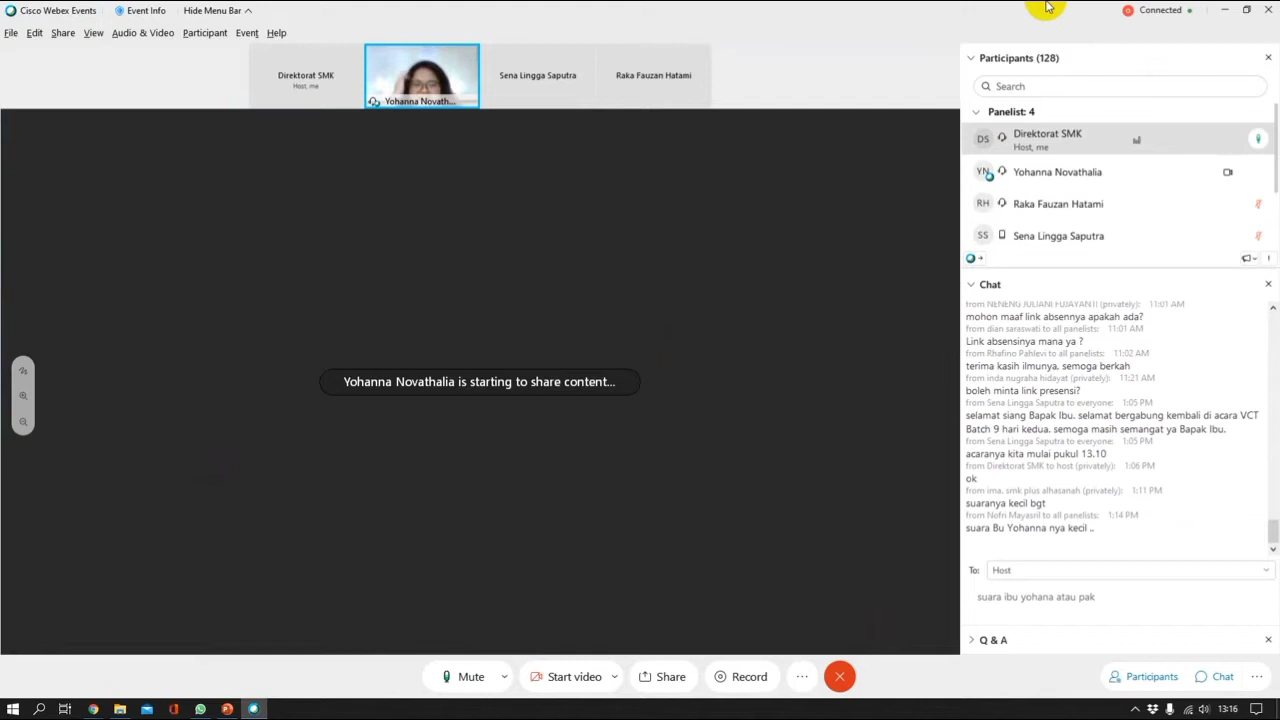 Cisco Webex Events Event Info Hide Menu Bar Connected
File Edit Share View Audio & Video Participant Event Help
Direktorat SMK
Host, me
Yohanna Novath...
Sena Lingga Saputra
Raka Fauzan Hatami
Yohanna Novathalia is starting to share content...
Participants (128)
Search
Panelist: 4
DS Direktorat SMK
Host, me
YN Yohanna Novathalia
RH Raka Fauzan Hatami
SS Sena Lingga Saputra
Chat
from NENENG JULIANI FUJAYANTI (privately): 11:01 AM
mohon maaf link absennya apakah ada?
from dian saraswati to all panelists: 11:01 AM
Link absensinya mana ya ?
from Rhafino Pahlevi to all panelists: 11:02 AM
terima kasih ilmunya, semoga berkah
from inda nugraha hidayat (privately): 11:21 AM
boleh minta link presensi?
from Sena Lingga Saputra to everyone: 1:05 PM
selamat siang Bapak Ibu. selamat bergabung kembali di acara VCT
Batch 9 hari kedua. semoga masih semangat ya Bapak Ibu.
from Sena Lingga Saputra to everyone: 1:05 PM
acaranya kita mulai pukul 13.10
from Direktorat SMK to host (privately): 1:06 PM
ok
from ima. smk plus alhasanah (privately): 1:11 PM
suaranya kecil bgt
from Nofri Mayasril to all panelists: 1:14 PM
suara Bu Yohanna nya kecil ..
To: Host
suara ibu yohana atau pak
Q & A
Mute Start video Share Record Participants Chat
13:16